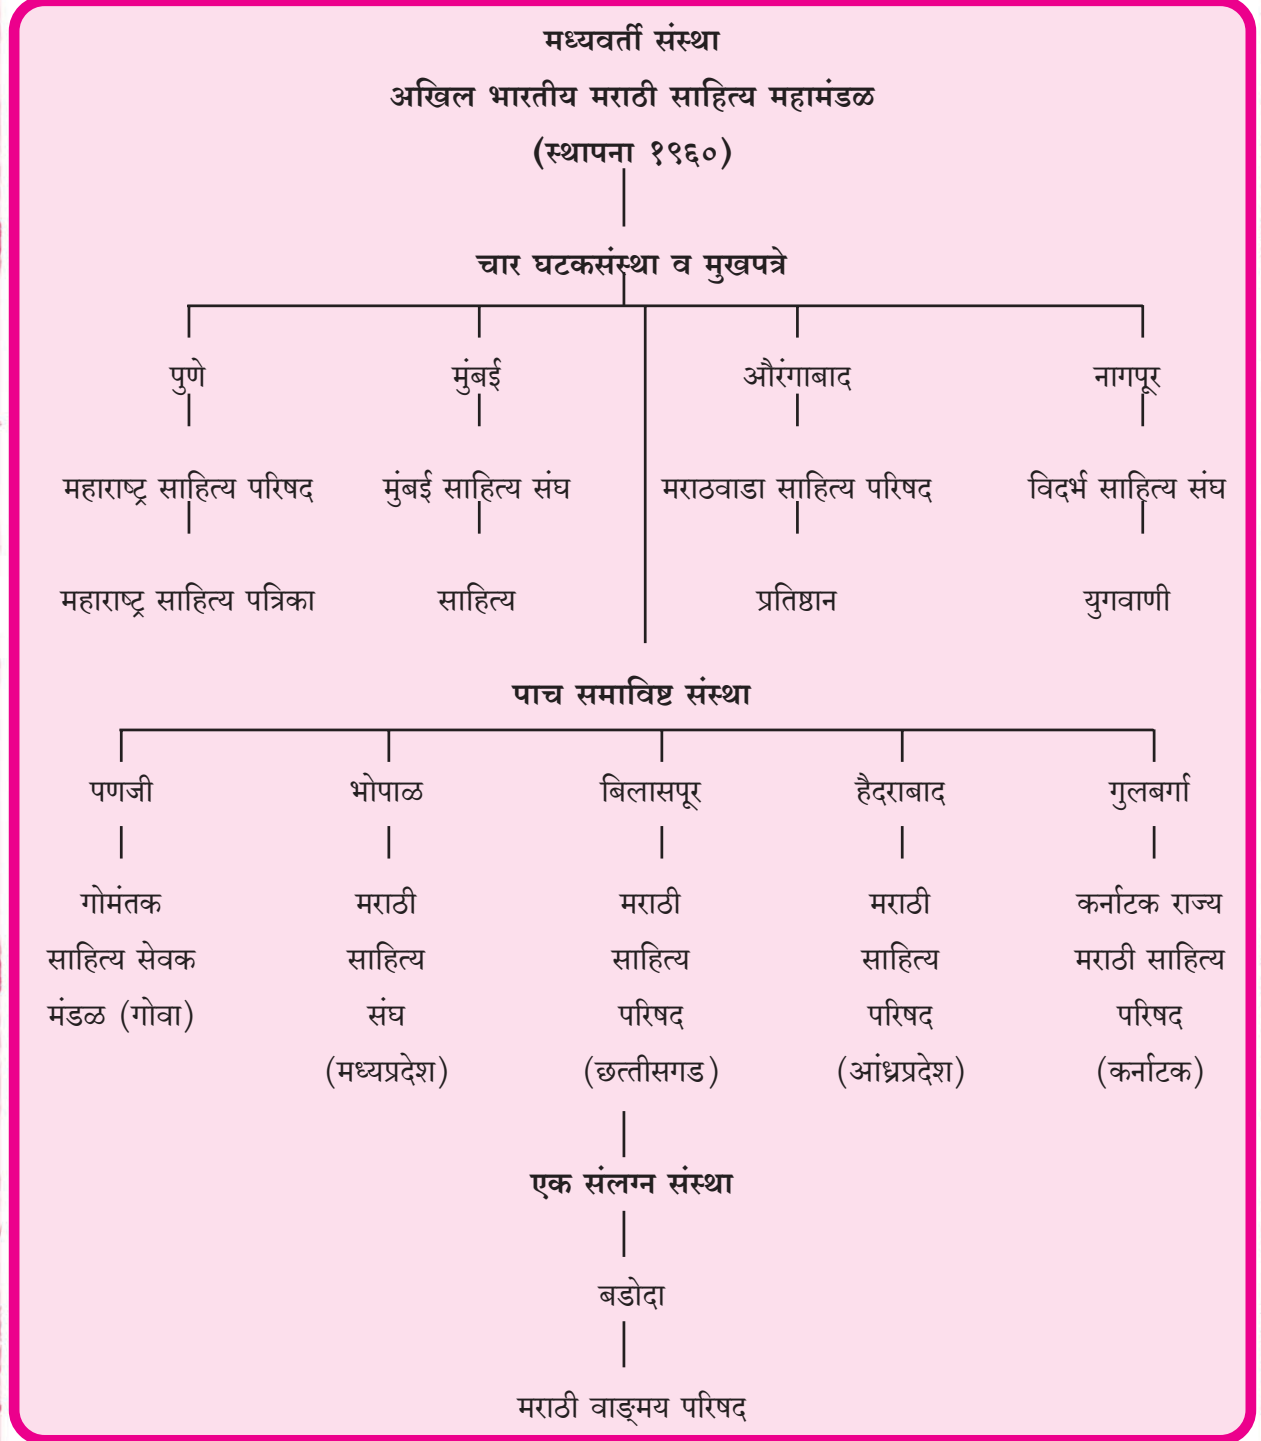 मध्यवर्ती संस्था
अखिल भारतीय मराठी साहित्य महामंडळ
(स्थापना १९६०)
चार घटकसंस्था व मुखपत्रे
पुणे मुंबई औरंगाबाद नागपूर
महाराष्ट्र साहित्य परिषद मुंबई साहित्य संघ मराठवाडा साहित्य परिषद विदर्भ साहित्य संघ
महाराष्ट्र साहित्य पत्रिका साहित्य प्रतिष्ठान युगवाणी
पाच समाविष्ट संस्था
पणजी भोपाळ बिलासपूर हैदराबाद गुलबर्गा
गोमंतक मराठी मराठी मराठी कर्नाटक राज्य
साहित्य सेवक साहित्य साहित्य साहित्य मराठी साहित्य
मंडळ (गोवा) संघ परिषद परिषद परिषद
(मध्यप्रदेश) (छत्तीसगड) (आंध्रप्रदेश) (कर्नाटक)
एक संलग्न संस्था
बडोदा
मराठी वाङ्‌मय परिषद